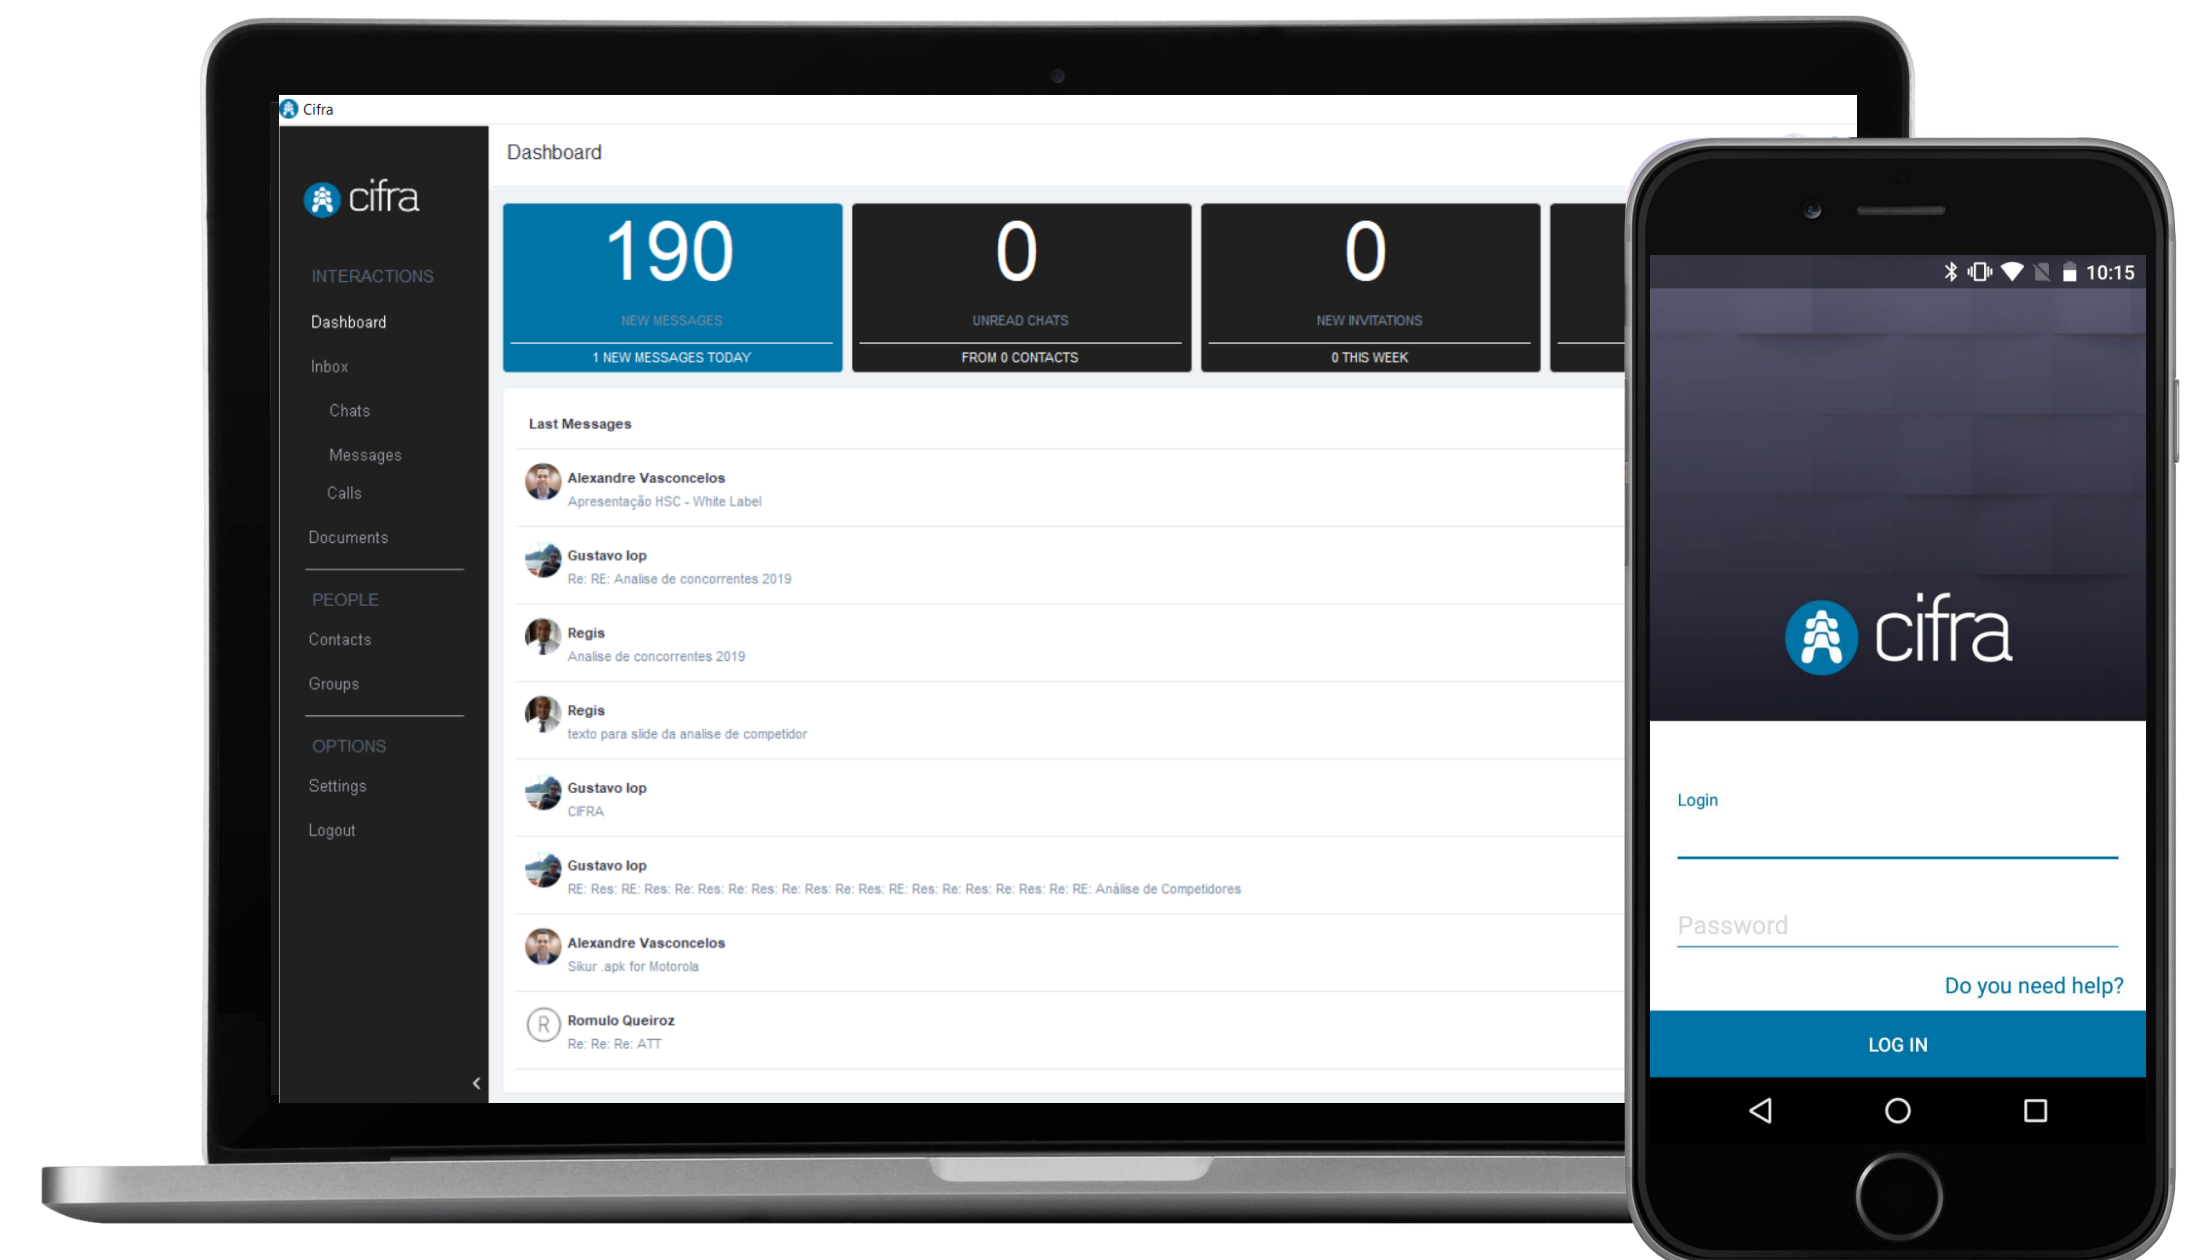 Cifra
cifra
INTERACTIONS
Dashboard
Inbox
Chats
Messages
Calls
Documents
PEOPLE
Contacts
Groups
OPTIONS
Settings
Logout
Dashboard
190
NEW MESSAGES
1 NEW MESSAGES TODAY
0
UNREAD CHATS
FROM 0 CONTACTS
0
NEW INVITATIONS
0 THIS WEEK
Last Messages
Alexandre Vasconcelos
Apresentação HSC - White Label
Gustavo Iop
Re: RE: Analise de concorrentes 2019
Regis
Analise de concorrentes 2019
Regis
texto para slide da analise de competidor
Gustavo Iop
CIFRA
Gustavo Iop
RE: Res: RE: Res: Re: Res: Re: Res: Re: Res: Re: Res: RE: Res: Re: Res: Re: Res: Re: RE: Análise de Competidores
Alexandre Vasconcelos
Sikur .apk for Motorola
R
Romulo Queiroz
Re: Re: Re: ATT
10:15
cifra
Login
Password
Do you need help?
LOG IN